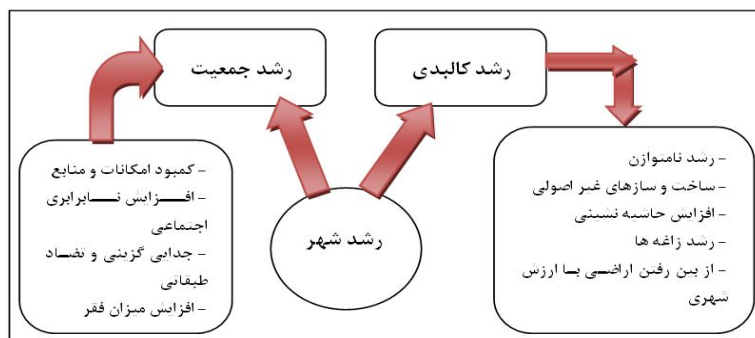 رشد کالبدی
رشد جمعیت
- رشد نامتوازن
- ساخت و سازهای غیر اصولی
- افزایش حاشیه نشینی
- رشد زاغه ها
- از بین رفتن اراضی با ارزش
شهری
رشد شهر
- کمبود امکانات و منابع
- افزایش نابرابری
اجتماعی
- جدایی گزینی و تضاد
طبقاتی
- افزایش میزان فقر